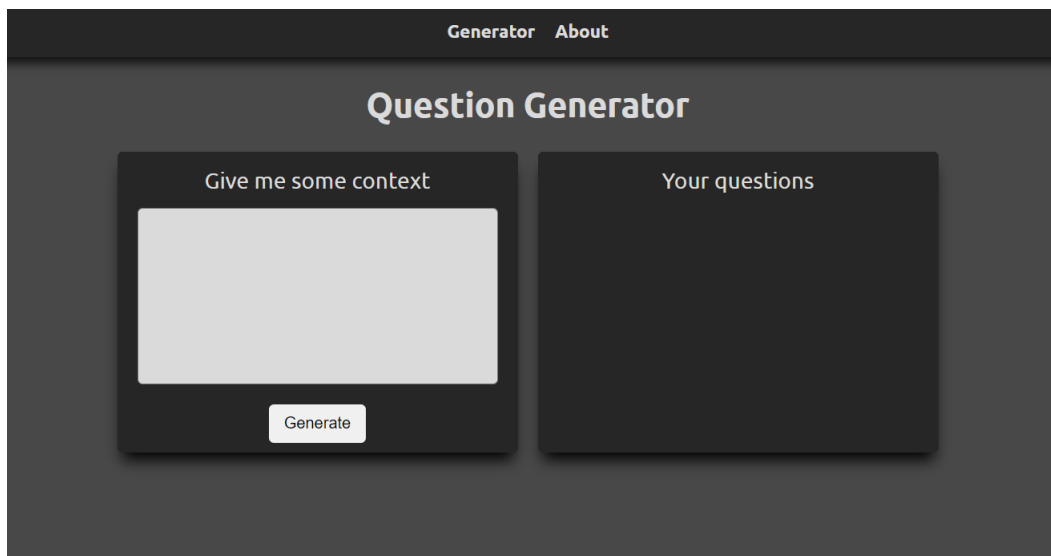 Generator About
Question Generator
Give me some context
Generate
Your questions